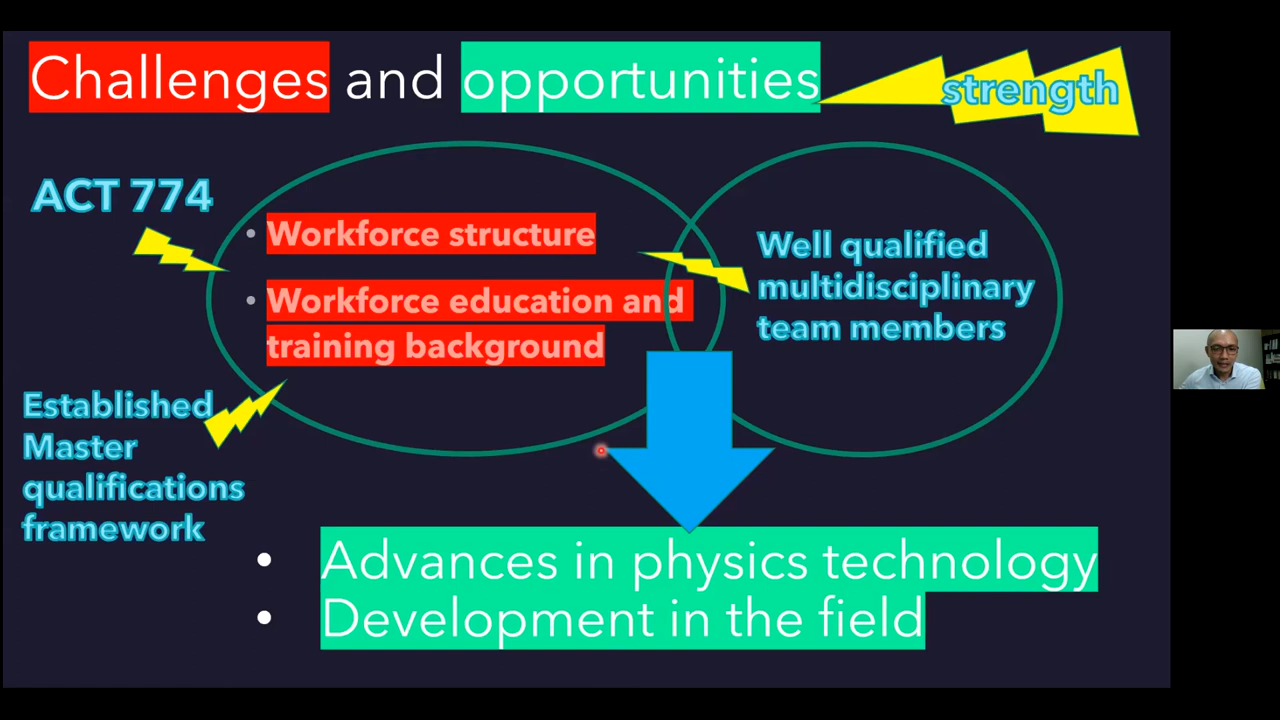 Challenges and opportunities
strength
ACT 774
• Workforce structure
• Workforce education and
training background
Well qualified
multidisciplinary
team members
Established
Master
qualifications
framework
• Advances in physics technology
• Development in the field